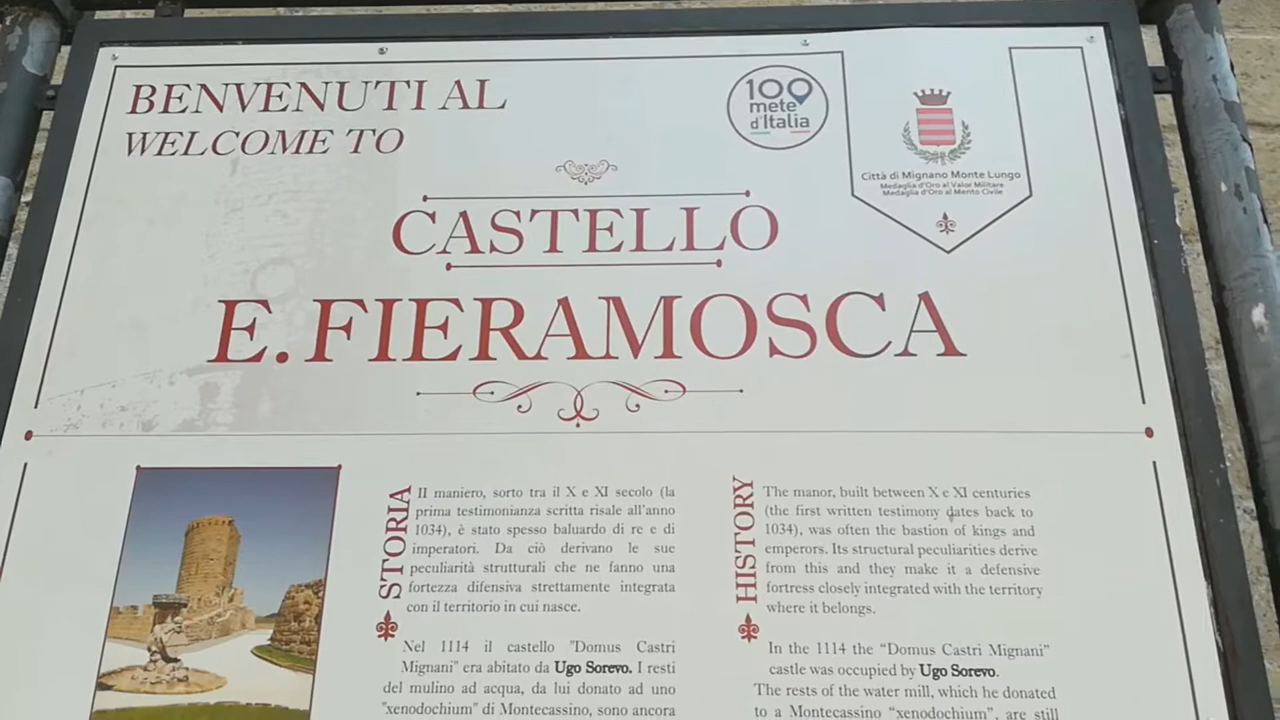 BENVENUTI AL
WELCOME TO
100
mete
d'Italia
Città di Mignano Monte Lungo
Medaglia d'Oro al Valor Militare
Medaglia d'Oro al Merito Civile
CASTELLO
E. FIERAMOSCA
STORIA
Il maniero, sorto tra il X e XI secolo (la
prima testimonianza scritta risale all'anno
1034), è stato spesso baluardo di re e di
imperatori. Da ciò derivano le sue
peculiarità strutturali che ne fanno una
fortezza difensiva strettamente integrata
con il territorio in cui nasce.
Nel 1114 il castello "Domus Castri
Mignani" era abitato da Ugo Sorevo. I resti
del mulino ad acqua, da lui donato ad uno
"xenodochium" di Montecassino, sono ancora
HISTORY
The manor, built between X e XI centuries
(the first written testimony dates back to
1034), was often the bastion of kings and
emperors. Its structural peculiarities derive
from this and they make it a defensive
fortress closely integrated with the territory
where it belongs.
In the 1114 the “Domus Castri Mignani”
castle was occupied by Ugo Sorevo.
The rests of the water mill, which he donated
to a Montecassino “xenodochium”, are still